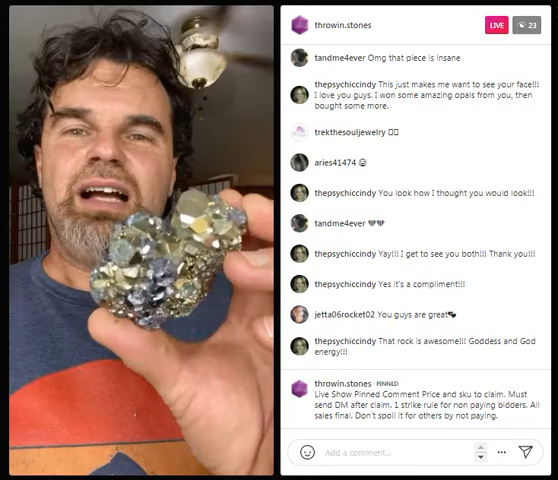 throwin.stones
LIVE
23
tandme4ever Omg that piece is insane
thepsychiccindy This just makes me want to see your face!!!
I love you guys. I won some amazing opals from you, then
bought some more.
trekthesouljewelry
aries41474 😂
thepsychiccindy You look how I thought you would look!!!
tandme4ever
thepsychiccindy Yay!!! I get to see you both!!! Thank you!!!
thepsychiccindy Yes it's a compliment!!!
jetta06rocket02 You guys are great
thepsychiccindy That rock is awesome!!! Goddess and God
energy!!!
throwin.stones · PINNED
Live Show Pinned Comment Price and sku to claim. Must
send DM after claim. 1 strike rule for non paying bidders. All
sales final. Don't spoil it for others by not paying.
Add a comment...